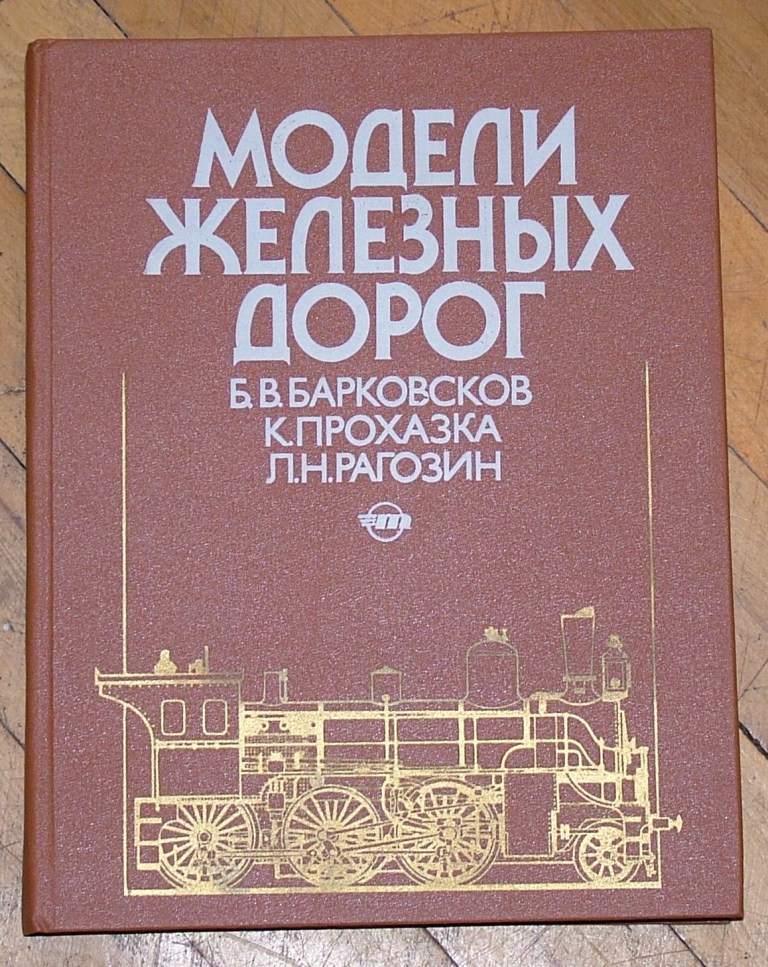 МОДЕЛИ
ЖЕЛЕЗНЫХ
ДОРОГ
Б.В.БАРКОВСКОВ
К.ПРОХАЗКА
Л.Н.РАГОЗИН
т